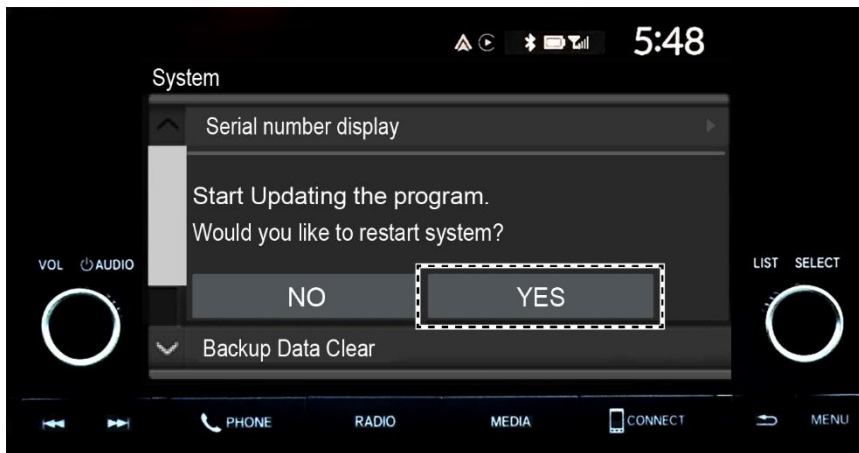 5:48
System
Serial number display
Start Updating the program.
Would you like to restart system?
VOL AUDIO
LIST SELECT
NO YES
Backup Data Clear
PHONE RADIO MEDIA CONNECT MENU